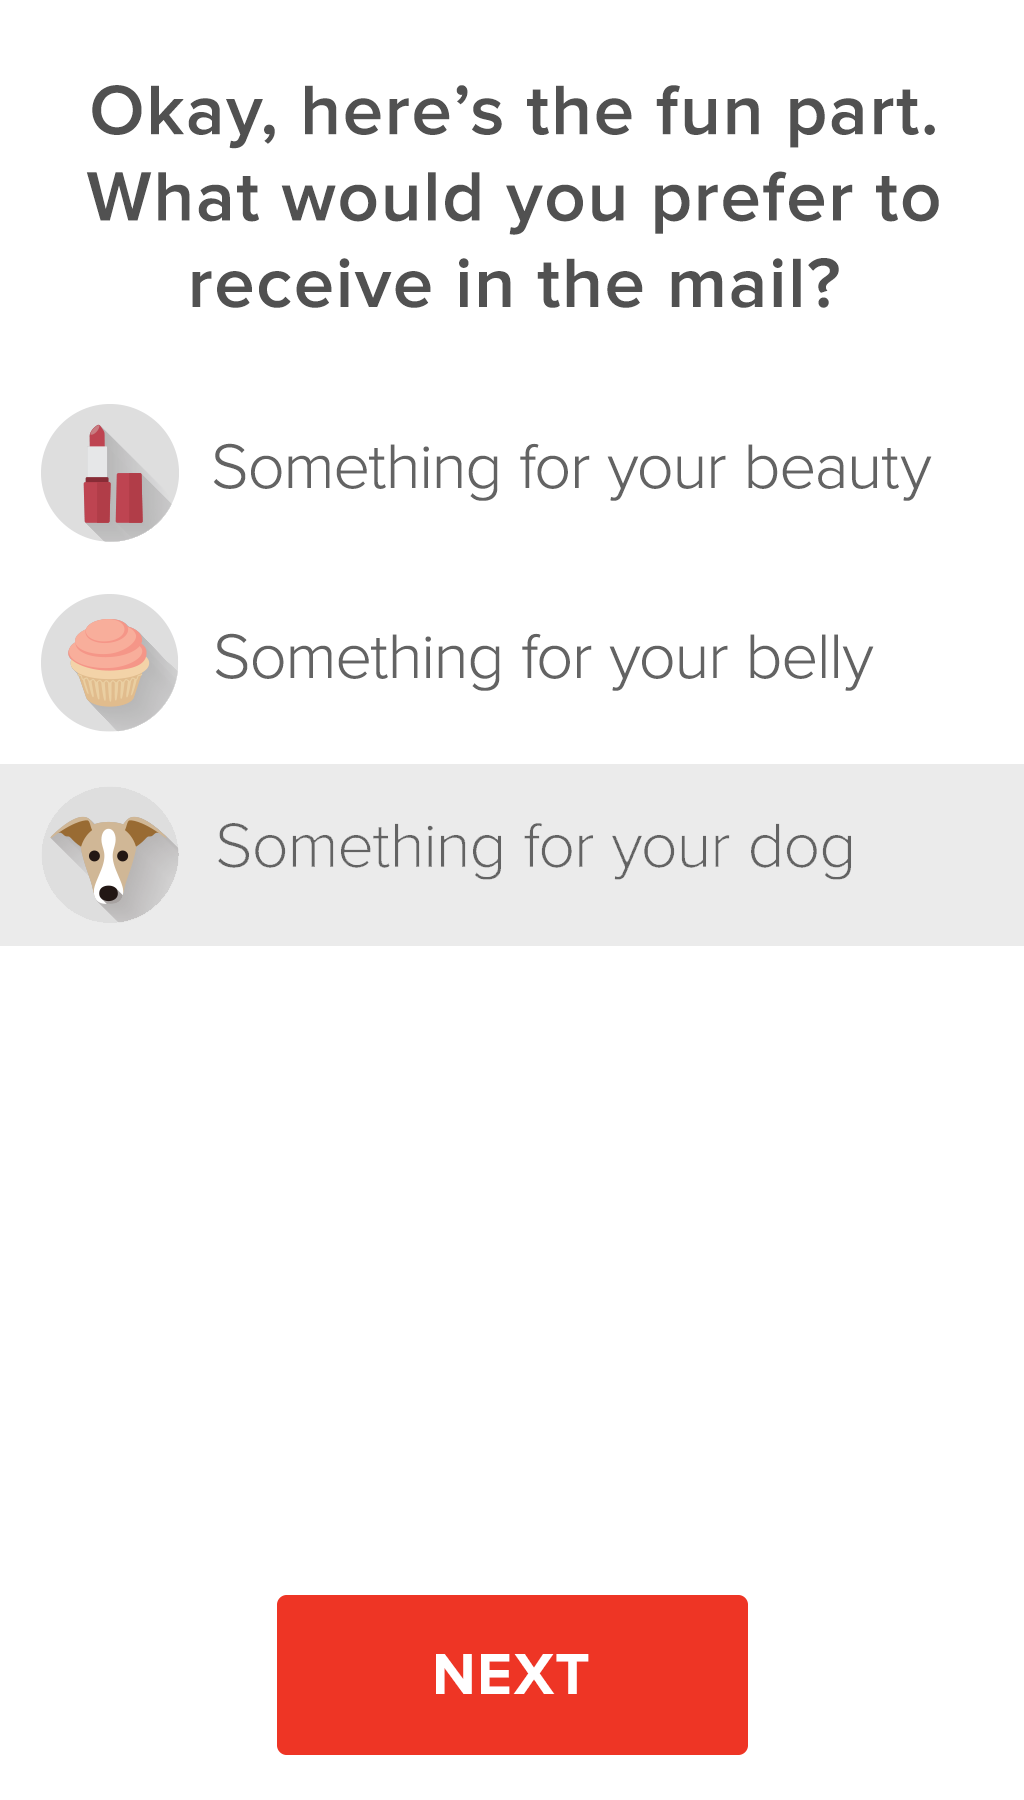 Okay, here’s the fun part.
What would you prefer to
receive in the mail?
Something for your beauty
Something for your belly
Something for your dog
NEXT